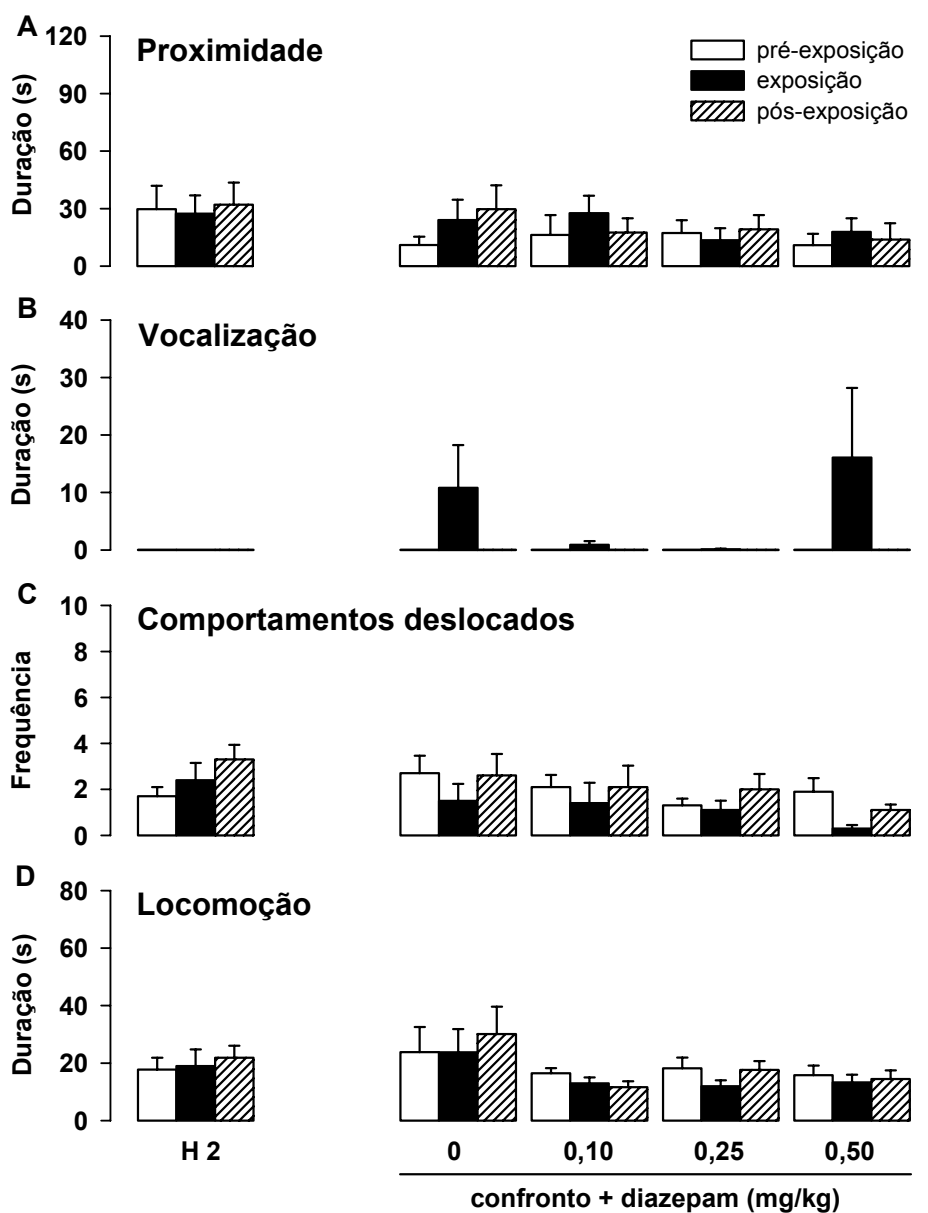 A
120
90
60
30
0
Duração (s)
Proximidade
pré-exposição
exposição
pós-exposição
B
40
30
20
10
0
Duração (s)
Vocalização
C
10
8
6
4
2
0
Frequência
Comportamentos deslocados
D
80
60
40
20
0
Duração (s)
Locomoção
H 2
0
0,10
0,25
0,50
confronto + diazepam (mg/kg)